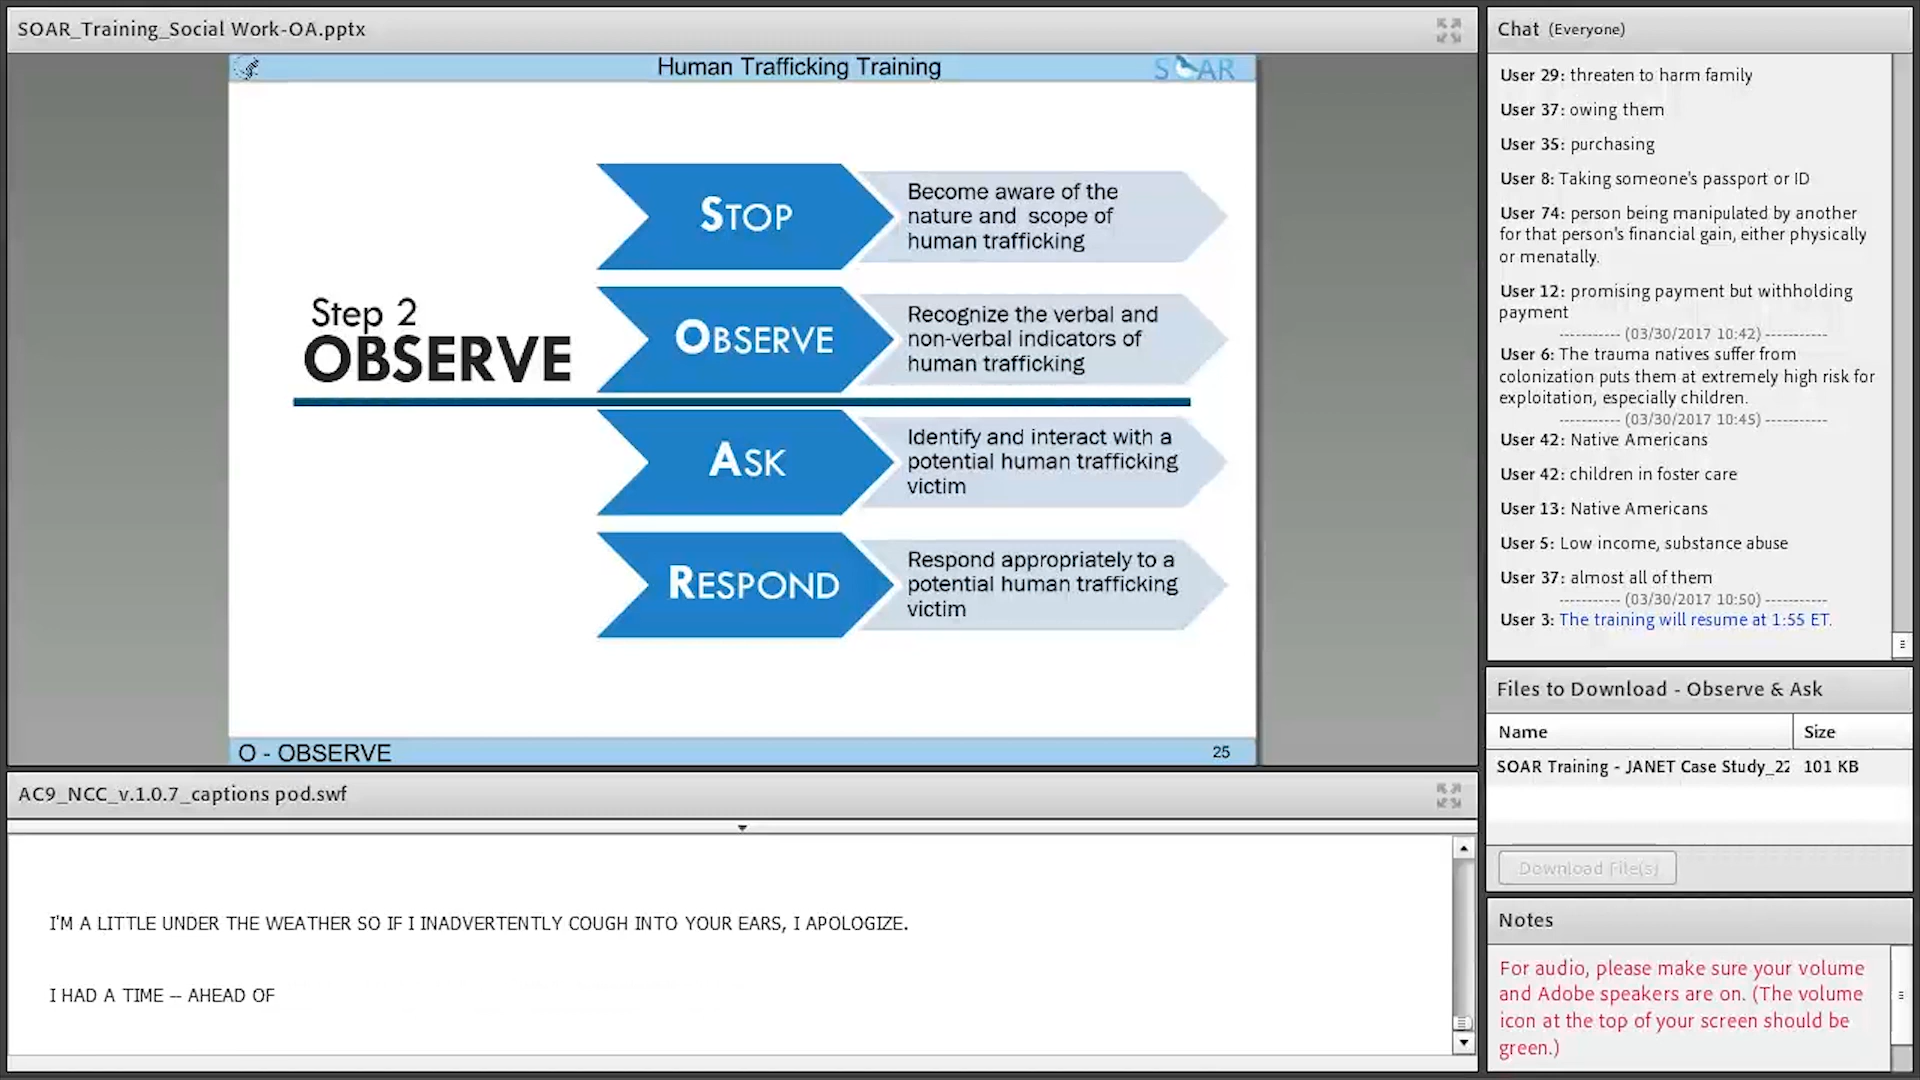 SOAR_Training_Social Work-OA.pptx
Human Trafficking Training
SOAR
Step 2
OBSERVE
STOP
Become aware of the
nature and scope of
human trafficking
OBSERVE
Recognize the verbal and
non-verbal indicators of
human trafficking
ASK
Identify and interact with a
potential human trafficking
victim
RESPOND
Respond appropriately to a
potential human trafficking
victim
O - OBSERVE
25
AC9_NCC_v.1.0.7_captions pod.swf
I'M A LITTLE UNDER THE WEATHER SO IF I INADVERTENTLY COUGH INTO YOUR EARS, I APOLOGIZE.
I HAD A TIME -- AHEAD OF
Chat (Everyone)
User 29: threaten to harm family
User 37: owing them
User 35: purchasing
User 8: Taking someone's passport or ID
User 74: person being manipulated by another
for that person's financial gain, either physically
or menatally.
User 12: promising payment but withholding
payment
---------- (03/30/2017 10:42) ----------
User 6: The trauma natives suffer from
colonization puts them at extremely high risk for
exploitation, especially children.
---------- (03/30/2017 10:45) ----------
User 42: Native Americans
User 42: children in foster care
User 13: Native Americans
User 5: Low income, substance abuse
User 37: almost all of them
---------- (03/30/2017 10:50) ----------
User 3: The training will resume at 1:55 ET.
Files to Download - Observe & Ask
Name Size
SOAR Training - JANET Case Study_22 101 KB
Download File(s)
Notes
For audio, please make sure your volume
and Adobe speakers are on. (The volume
icon at the top of your screen should be
green.)